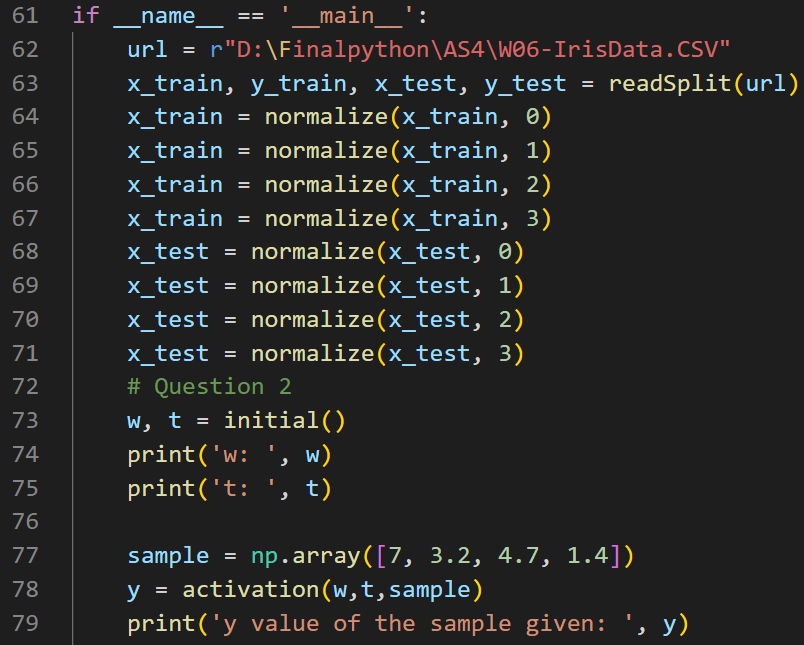 61 if __name__ == '__main__':
62     url = r"D:\Finalpython\AS4\W06-IrisData.CSV"
63     x_train, y_train, x_test, y_test = readSplit(url)
64     x_train = normalize(x_train, 0)
65     x_train = normalize(x_train, 1)
66     x_train = normalize(x_train, 2)
67     x_train = normalize(x_train, 3)
68     x_test = normalize(x_test, 0)
69     x_test = normalize(x_test, 1)
70     x_test = normalize(x_test, 2)
71     x_test = normalize(x_test, 3)
72     # Question 2
73     w, t = initial()
74     print('w: ', w)
75     print('t: ', t)
76
77     sample = np.array([7, 3.2, 4.7, 1.4])
78     y = activation(w,t,sample)
79     print('y value of the sample given: ', y)